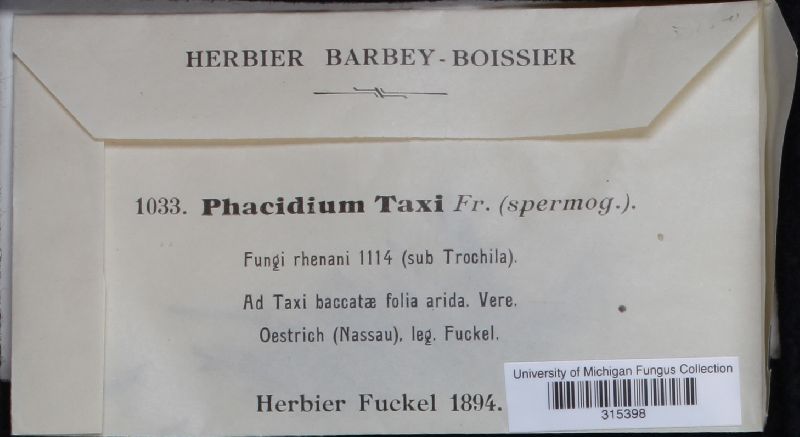 HERBIER BARBEY-BOISSIER
1033. Phacidium Taxi Fr. (spermog.).
Fungi rhenani 1114 (sub Trochila).
Ad Taxi baccatæ folia arida. Vere.
Oestrich (Nassau), leg. Fuckel.
Herbier Fuckel 1894.
University of Michigan Fungus Collection
315398